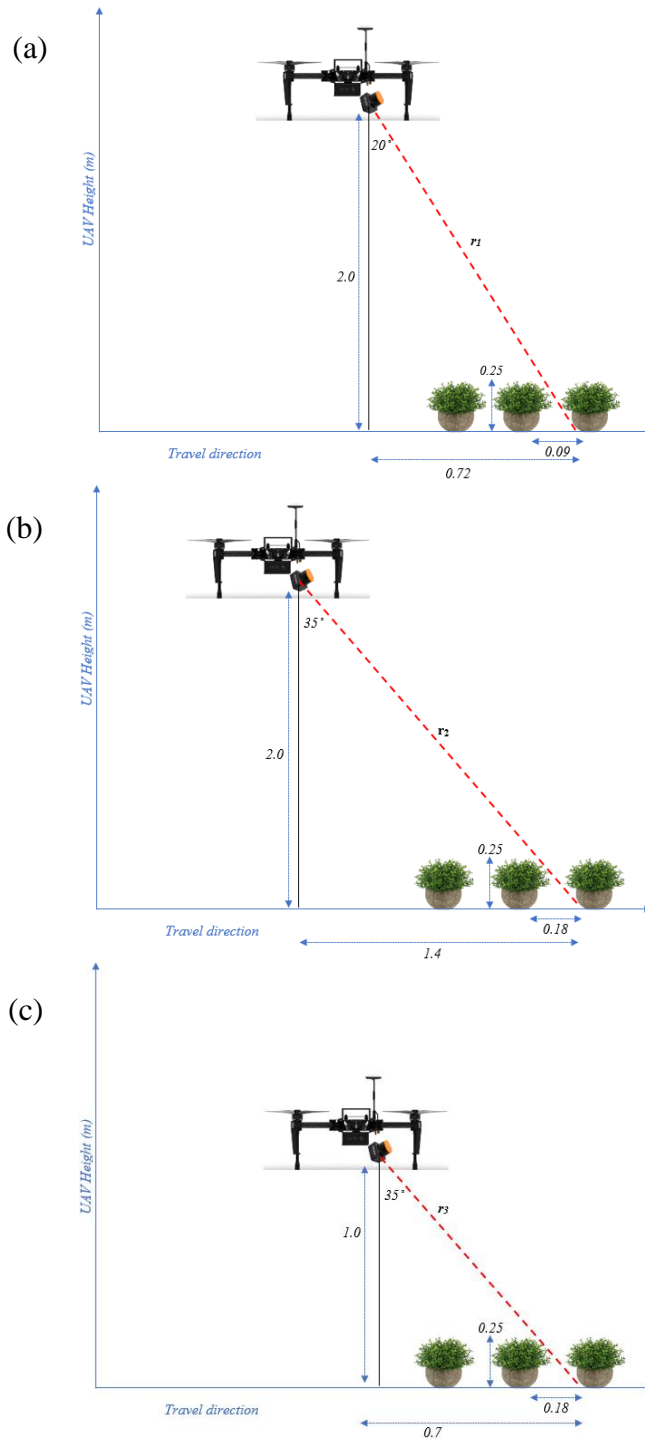 (a)
UAV Height (m)
20°
r1
2.0
0.25
0.09
Travel direction
0.72
(b)
UAV Height (m)
35°
r2
2.0
0.25
0.18
Travel direction
1.4
(c)
UAV Height (m)
35°
r3
1.0
0.25
0.18
Travel direction
0.7